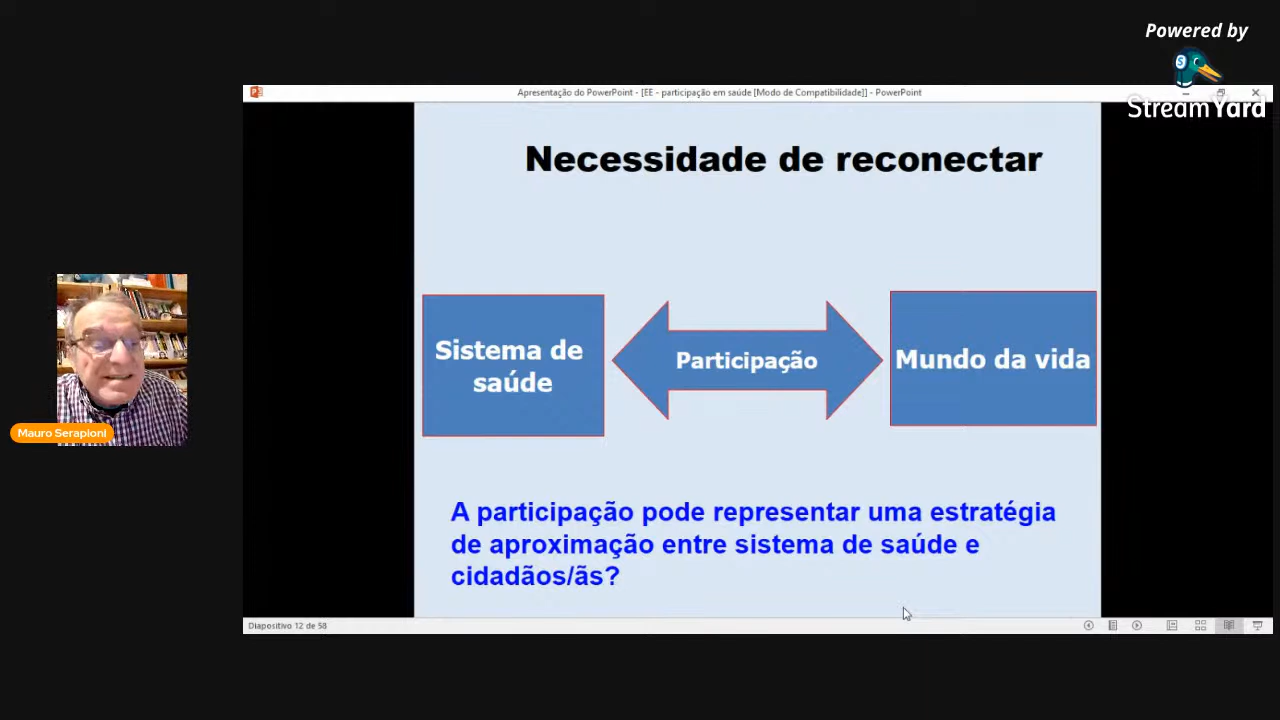 Powered by
StreamYard
Apresentação do PowerPoint - [EE - participação em saúde [Modo de Compatibilidade]] - PowerPoint
Necessidade de reconectar
Sistema de
saúde
Participação
Mundo da vida
Mauro Serapioni
A participação pode representar uma estratégia
de aproximação entre sistema de saúde e
cidadãos/ãs?
Diapositivo 12 de 58